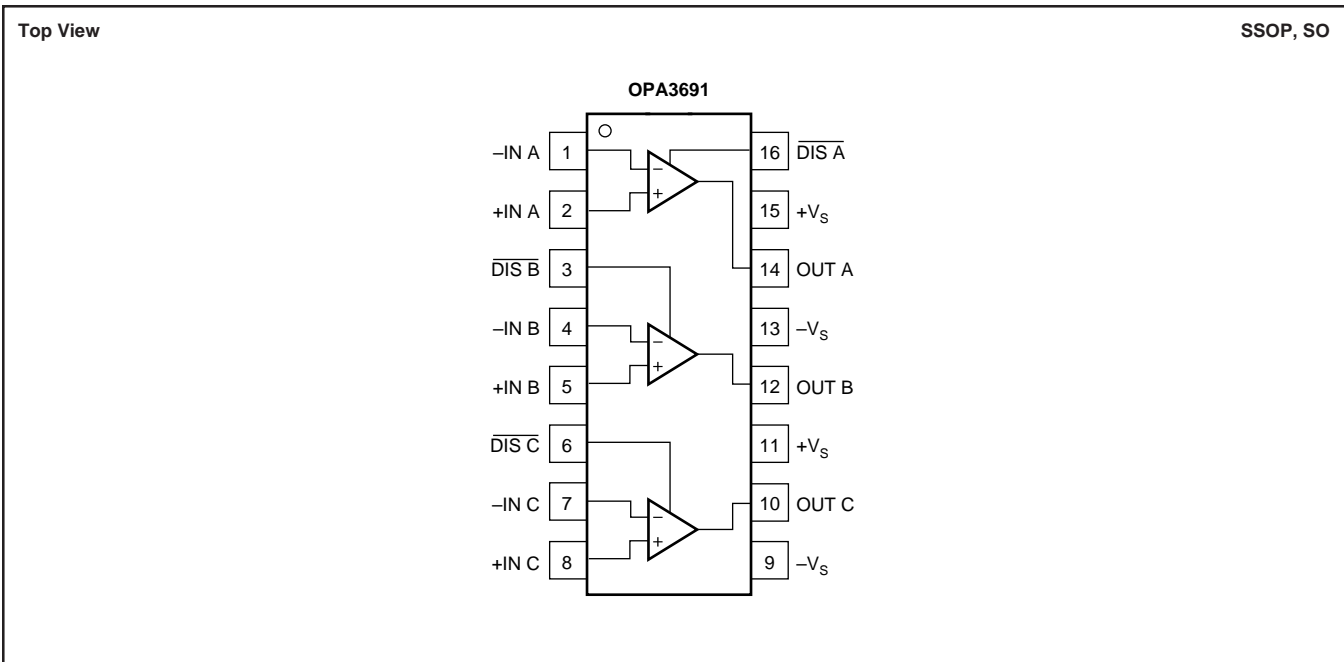 Top View SSOP, SO
OPA3691
–IN A 1 16 DIS A
+IN A 2 15 +VS
DIS B 3 14 OUT A
–IN B 4 13 –VS
+IN B 5 12 OUT B
DIS C 6 11 +VS
–IN C 7 10 OUT C
+IN C 8 9 –VS
−
+
−
+
−
+